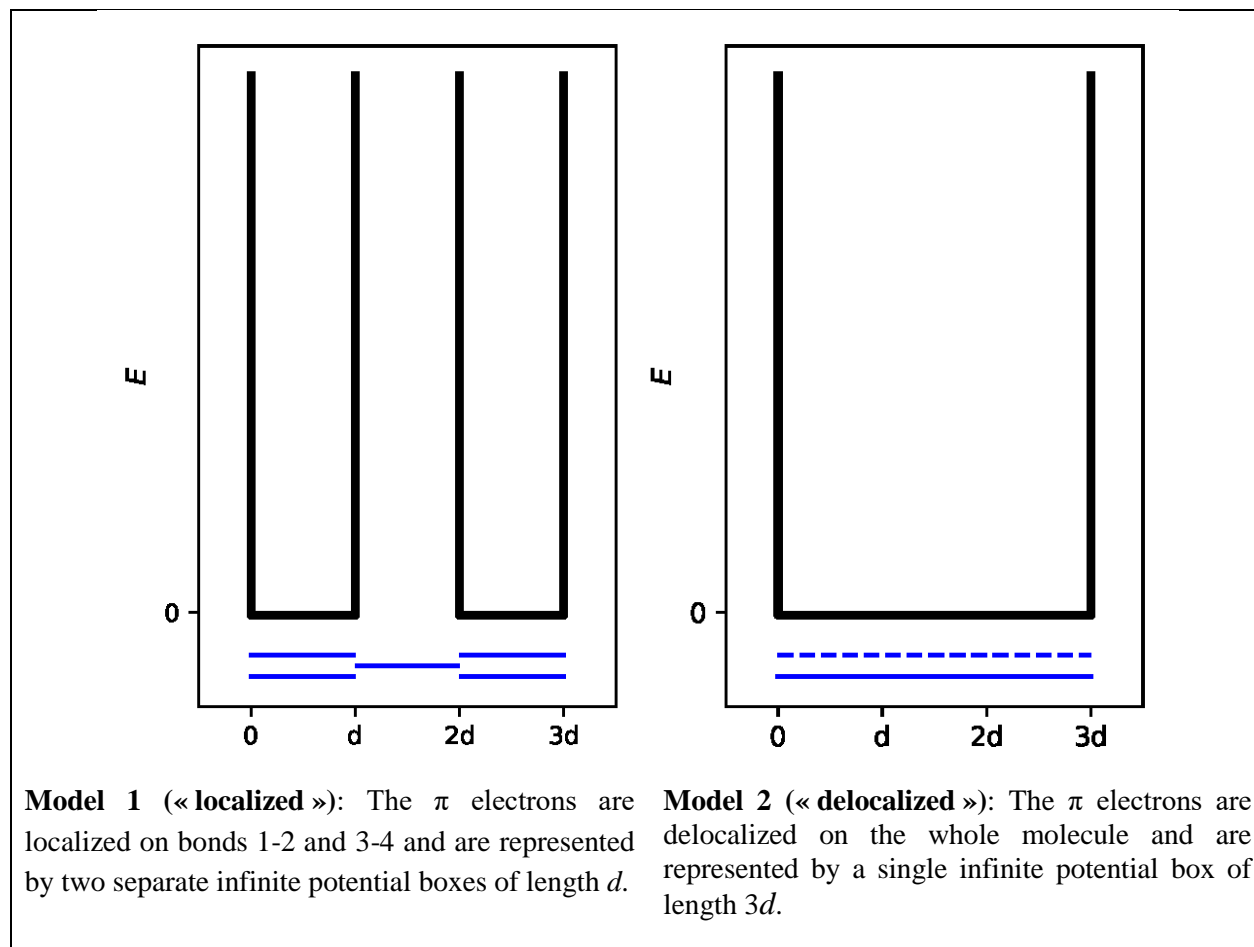 E
0
0 d 2d 3d
E
0
0 d 2d 3d
Model 1 (« localized »): The π electrons are
localized on bonds 1-2 and 3-4 and are represented
by two separate infinite potential boxes of length d.
Model 2 (« delocalized »): The π electrons are
delocalized on the whole molecule and are
represented by a single infinite potential box of
length 3d.